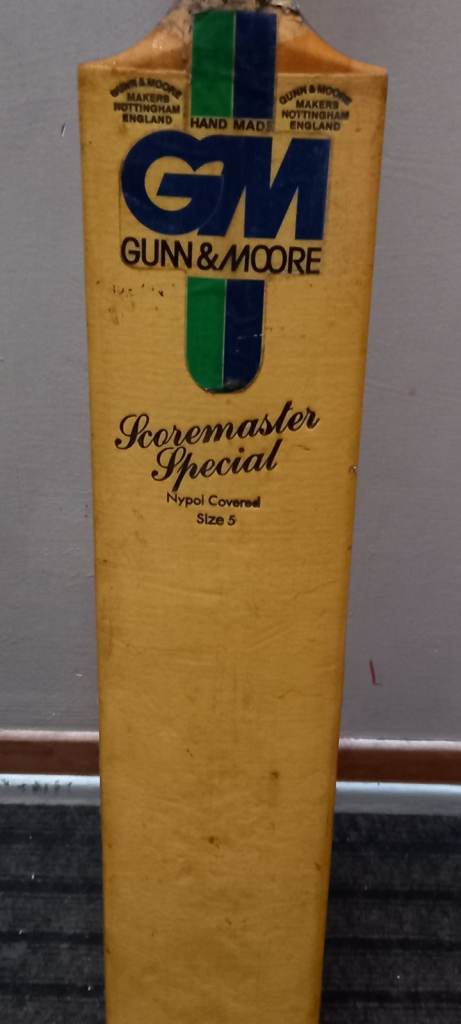 GUNN & MOORE
MAKERS
NOTTINGHAM
ENGLAND
GUNN & MOORE
MAKERS
NOTTINGHAM
ENGLAND
HAND MADE
GM
GUNN & MOORE
Scoremaster
Special
Nypol Covered
Size 5